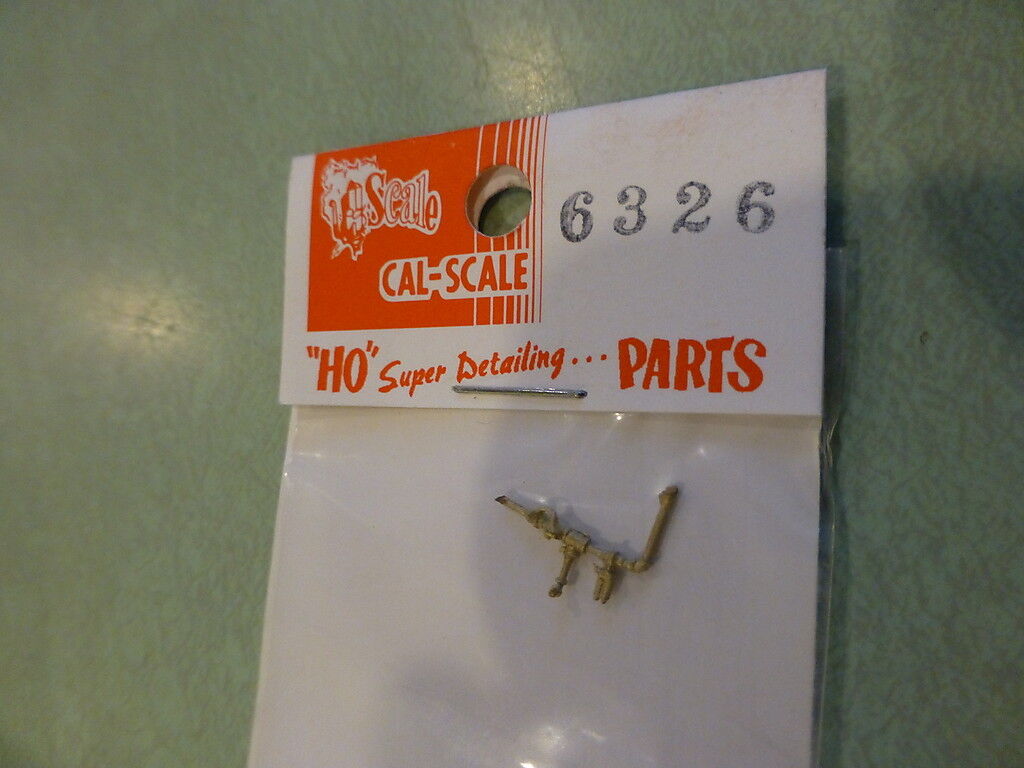 Scale
CAL-SCALE
6326
"HO" Super Detailing... PARTS